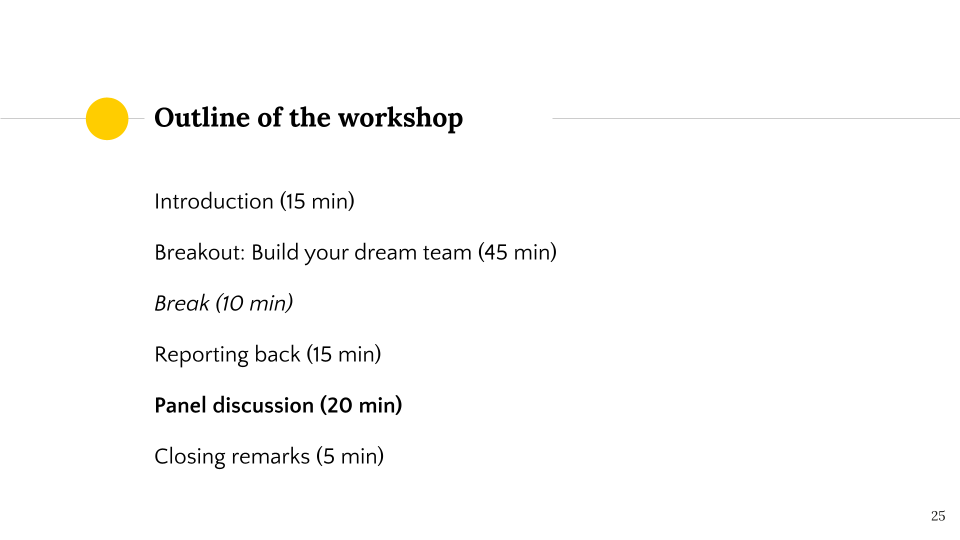 Outline of the workshop
Introduction (15 min)
Breakout: Build your dream team (45 min)
Break (10 min)
Reporting back (15 min)
Panel discussion (20 min)
Closing remarks (5 min)
25